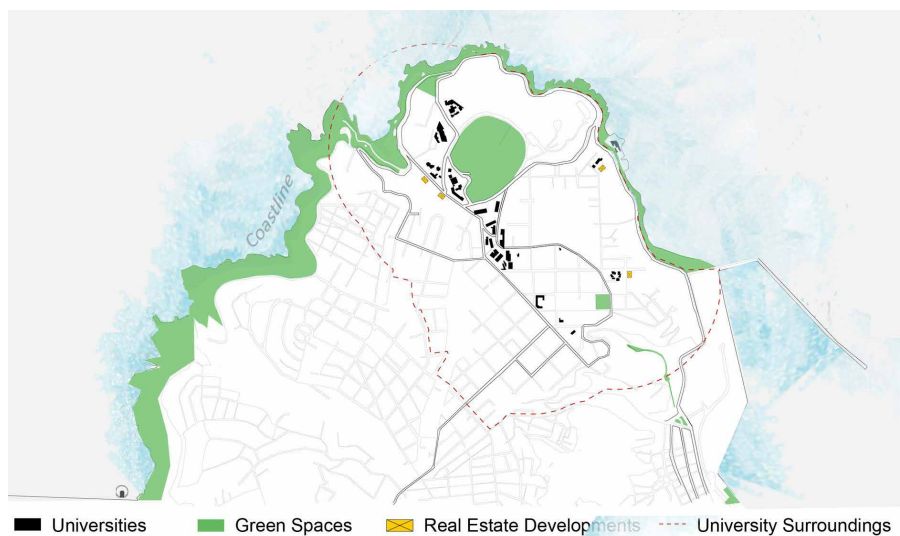 Coastline
Universities
Green Spaces
Real Estate Developments
University Surroundings